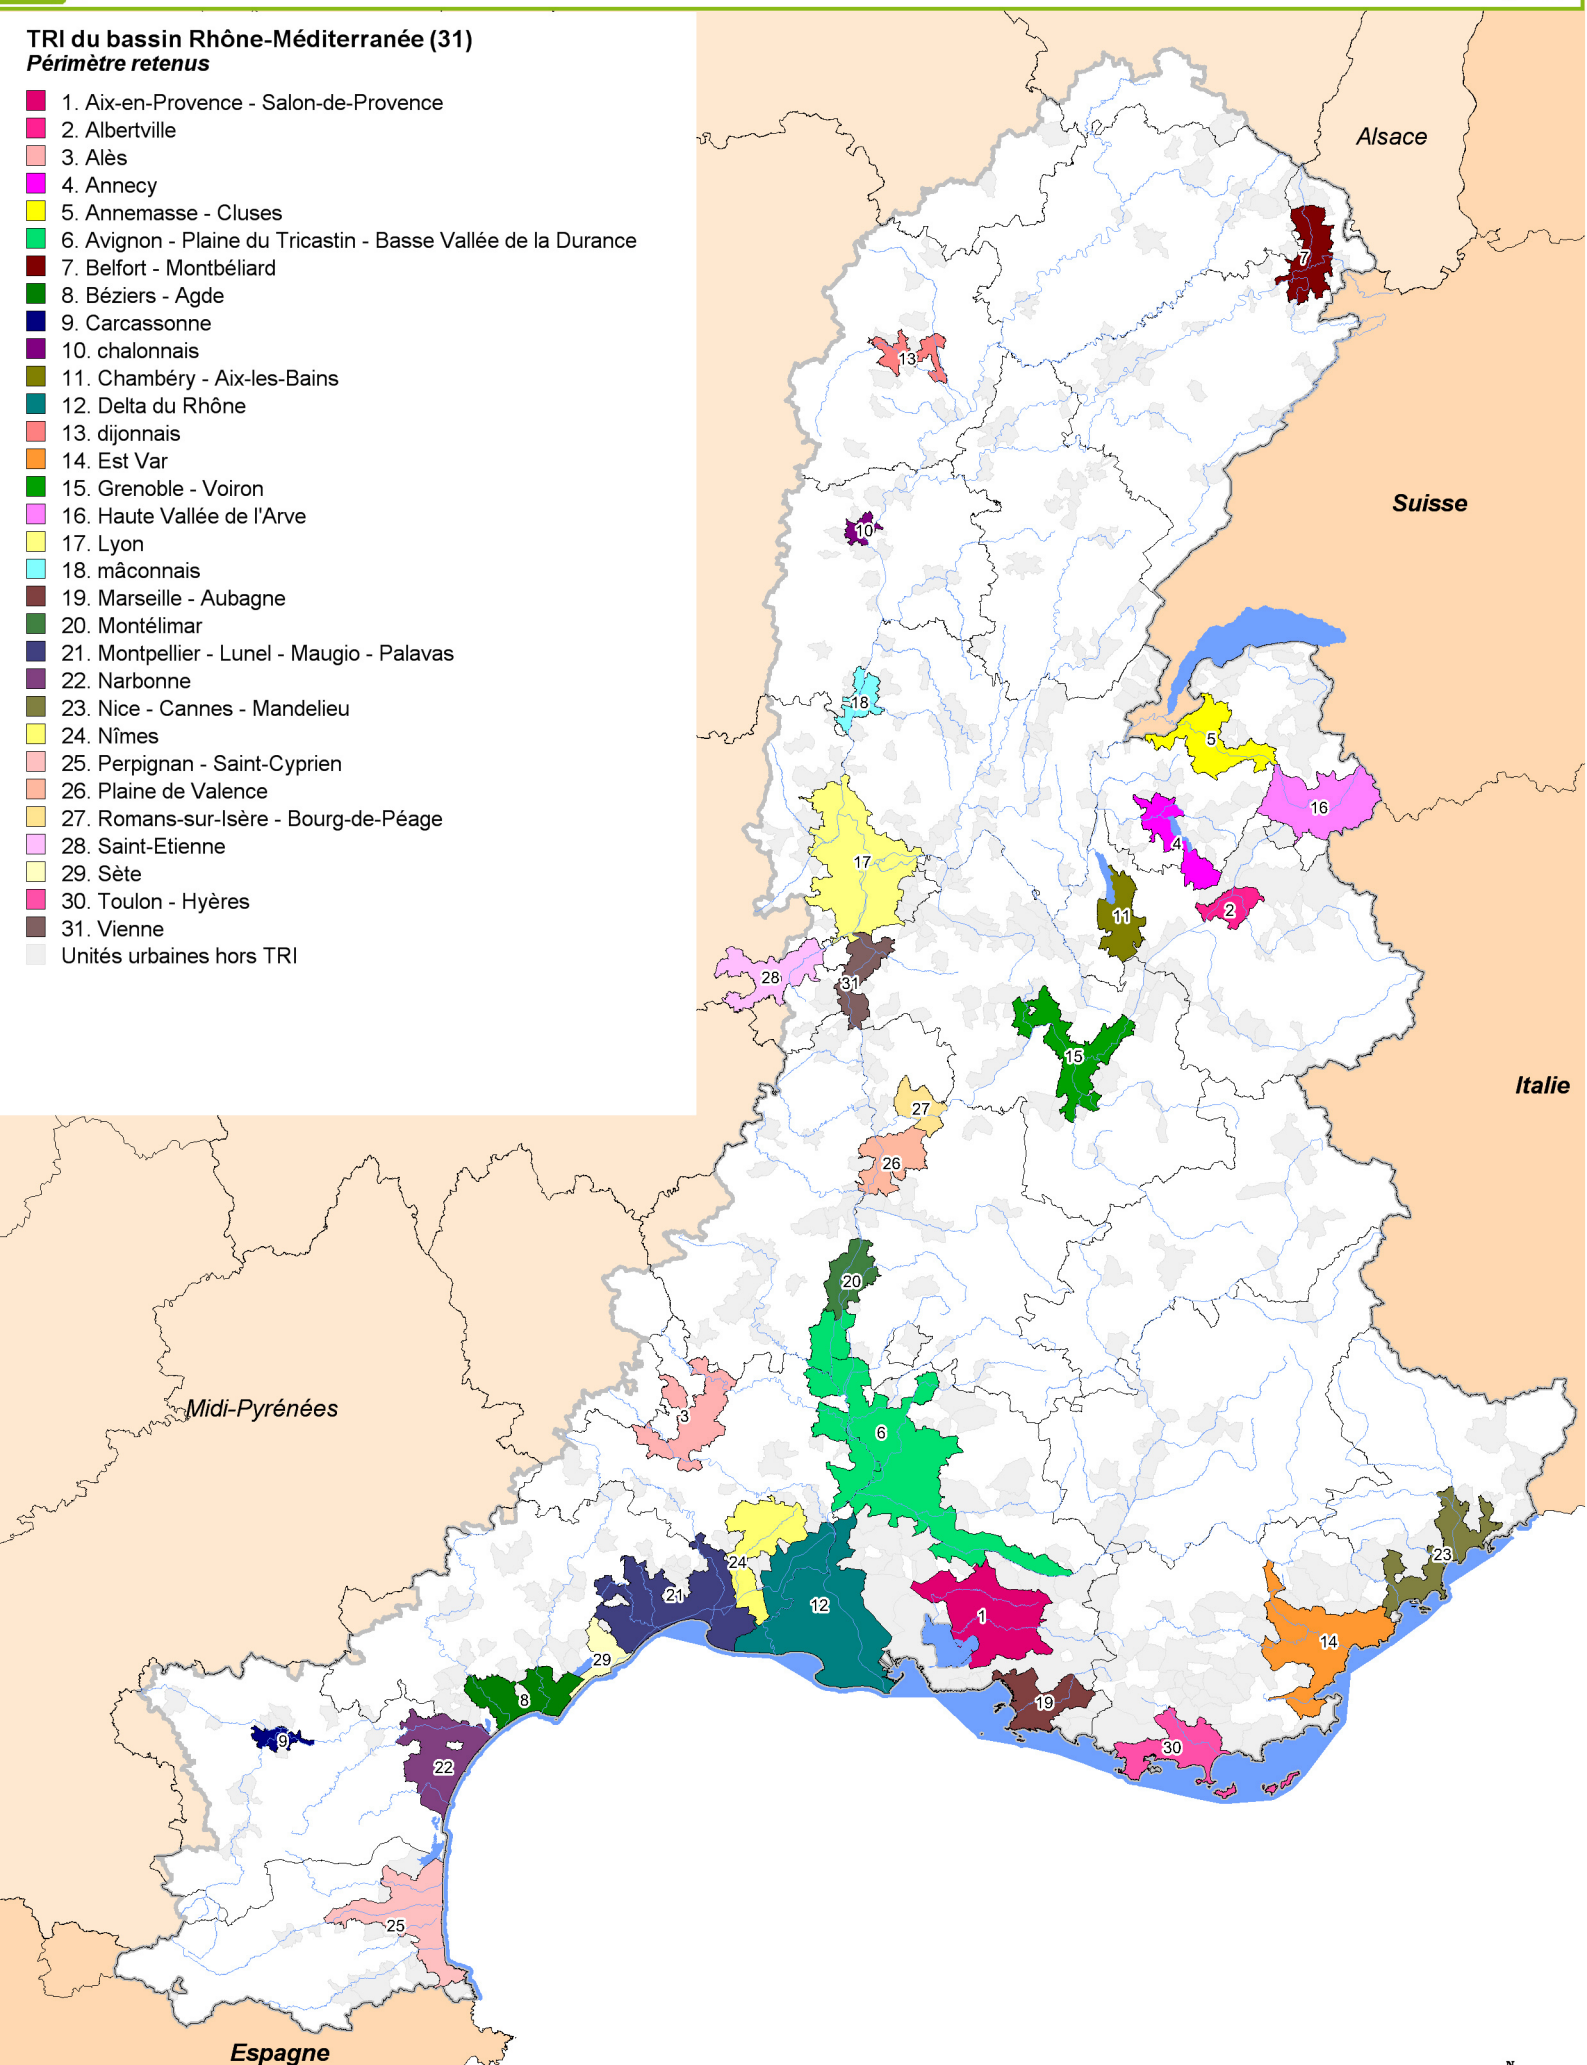 TRI du bassin Rhône-Méditerranée (31)
Périmètre retenus
1. Aix-en-Provence - Salon-de-Provence
2. Albertville
3. Alès
4. Annecy
5. Annemasse - Cluses
6. Avignon - Plaine du Tricastin - Basse Vallée de la Durance
7. Belfort - Montbéliard
8. Béziers - Agde
9. Carcassonne
10. chalonnais
11. Chambéry - Aix-les-Bains
12. Delta du Rhône
13. dijonnais
14. Est Var
15. Grenoble - Voiron
16. Haute Vallée de l'Arve
17. Lyon
18. mâconnais
19. Marseille - Aubagne
20. Montélimar
21. Montpellier - Lunel - Maugio - Palavas
22. Narbonne
23. Nice - Cannes - Mandelieu
24. Nîmes
25. Perpignan - Saint-Cyprien
26. Plaine de Valence
27. Romans-sur-Isère - Bourg-de-Péage
28. Saint-Etienne
29. Sète
30. Toulon - Hyères
31. Vienne
Unités urbaines hors TRI
Alsace
7
13
Suisse
10
18
5
16
17
4
2
11
28
31
15
Italie
27
26
20
Midi-Pyrénées
3
6
23
24
21
12
1
14
29
8
19
9
30
22
25
Espagne
N